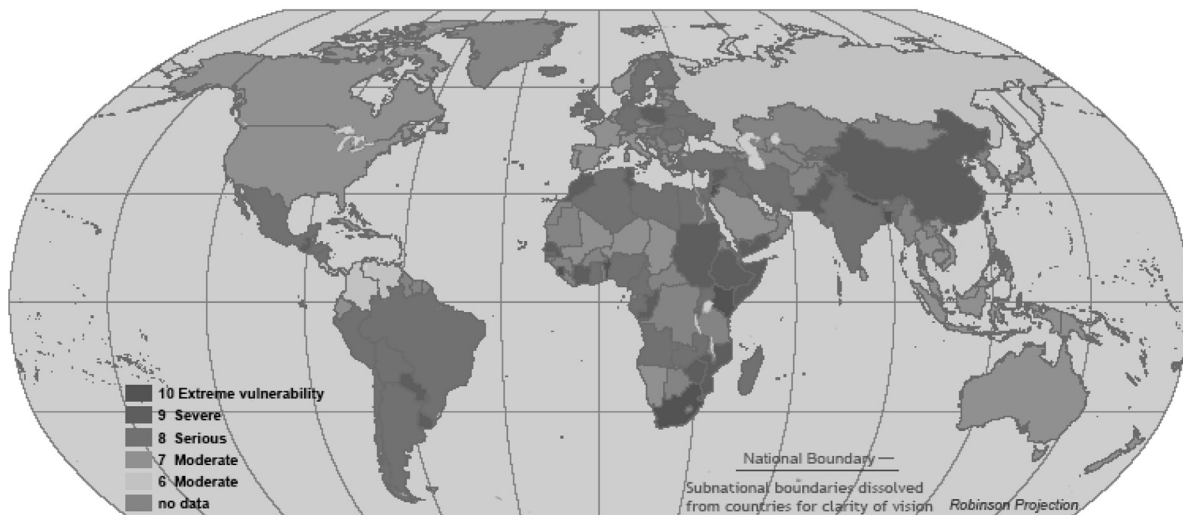 10 Extreme vulnerability
9 Severe
8 Serious
7 Moderate
6 Moderate
no data
National Boundary —
Subnational boundaries dissolved
from countries for clarity of vision
Robinson Projection